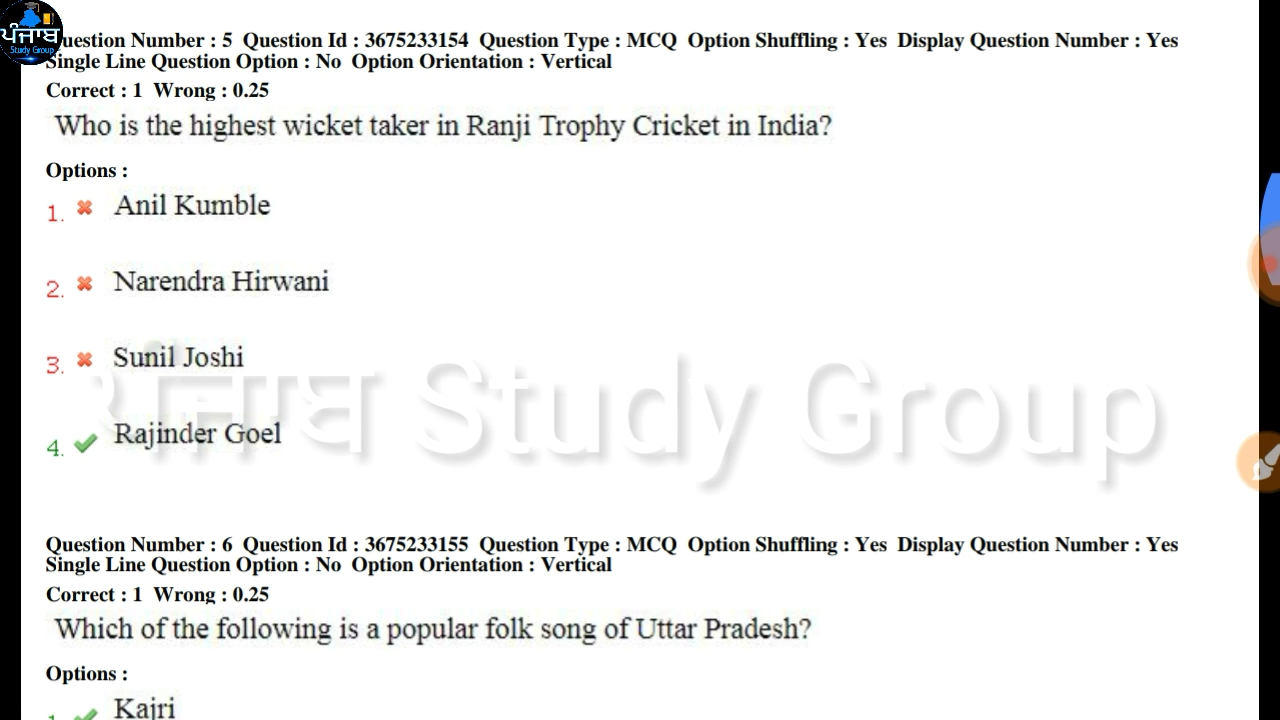 ਪੰਜਾਬ
Study Group
Question Number : 5 Question Id : 3675233154 Question Type : MCQ Option Shuffling : Yes Display Question Number : Yes
Single Line Question Option : No Option Orientation : Vertical
Correct : 1 Wrong : 0.25
Who is the highest wicket taker in Ranji Trophy Cricket in India?
Options :
1. Anil Kumble
2. Narendra Hirwani
3. Sunil Joshi
ਪੰਜਾਬ Study Group
4. Rajinder Goel
Question Number : 6 Question Id : 3675233155 Question Type : MCQ Option Shuffling : Yes Display Question Number : Yes
Single Line Question Option : No Option Orientation : Vertical
Correct : 1 Wrong : 0.25
Which of the following is a popular folk song of Uttar Pradesh?
Options :
1. Kajri